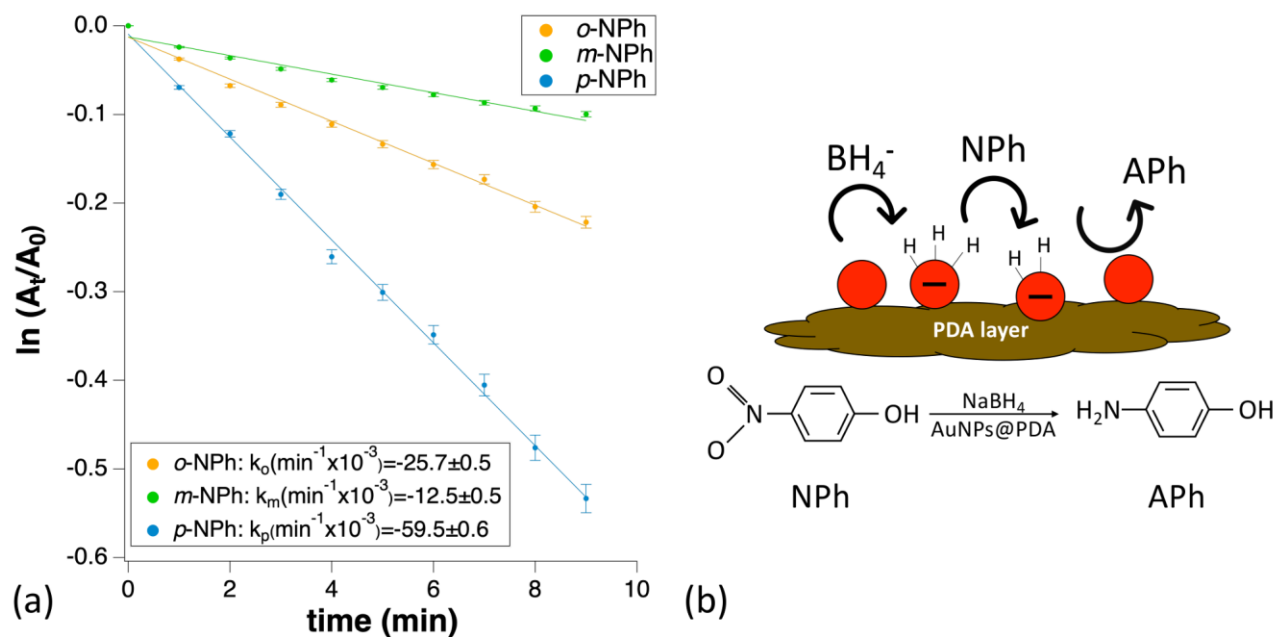 0.0
-0.1
-0.2
-0.3
-0.4
-0.5
-0.6
ln (At/A0)
0
2
4
6
8
10
time (min)
o-NPh
m-NPh
p-NPh
o-NPh: ko(min-1x10-3)=-25.7±0.5
m-NPh: km(min-1x10-3)=-12.5±0.5
p-NPh: kp(min-1x10-3)=-59.5±0.6
(a)
BH4-
NPh
APh
H
H
H
H
H
PDA layer
O
N
O
OH
NaBH4
AuNPs@PDA
H2N
OH
NPh
APh
(b)